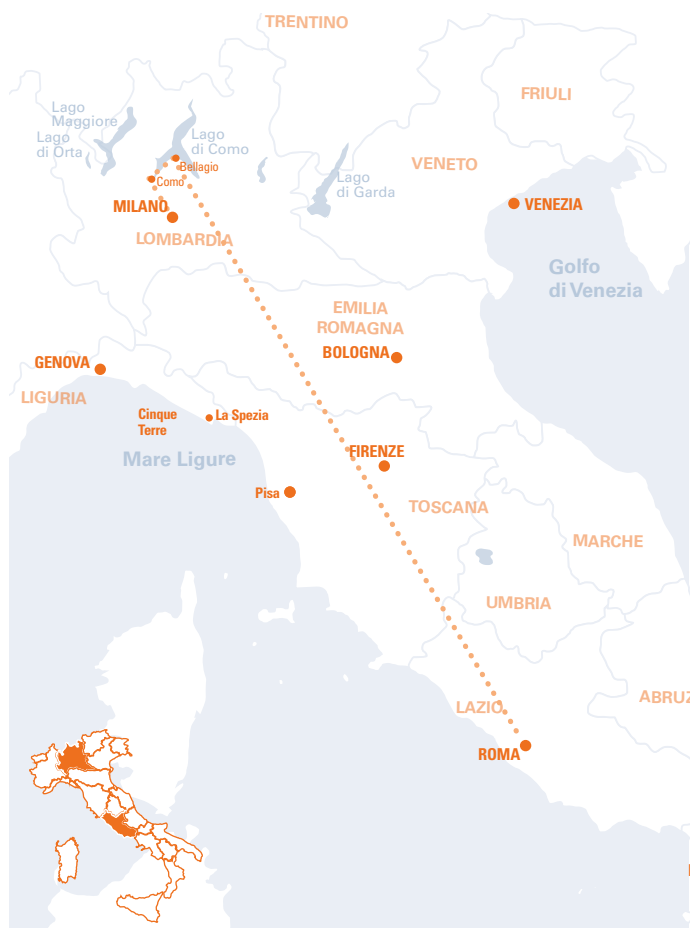 TRENTINO
FRIULI
Lago
Maggiore
Lago
di Orta
Lago
di Como
Bellagio
Como
VENETO
Lago
di Garda
MILANO
VENEZIA
LOMBARDIA
Golfo
di Venezia
EMILIA
ROMAGNA
BOLOGNA
GENOVA
LIGURIA
Cinque
Terre
La Spezia
Mare Ligure
FIRENZE
Pisa
TOSCANA
MARCHE
UMBRIA
LAZIO
ABRUZ
ROMA